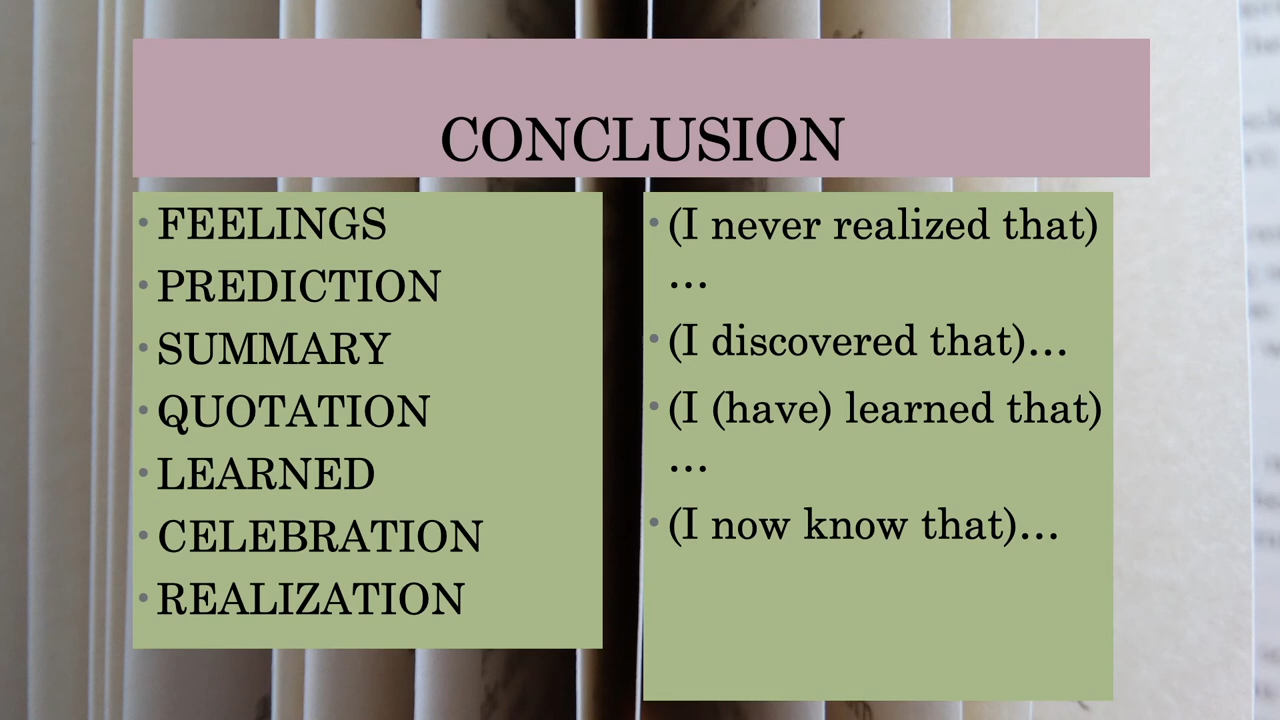 CONCLUSION
• FEELINGS
• PREDICTION
• SUMMARY
• QUOTATION
• LEARNED
• CELEBRATION
• REALIZATION
• (I never realized that)
…
• (I discovered that)…
• (I (have) learned that)
…
• (I now know that)…